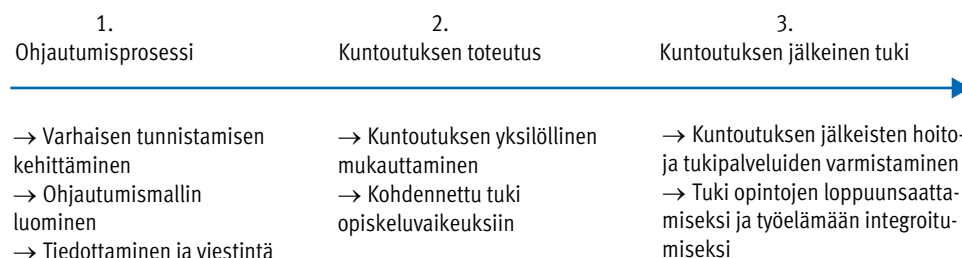 1.
Ohjautumisprosessi
→ Varhaisen tunnistamisen
kehittäminen
→ Ohjautumismallin
luominen
→ Tiedottaminen ja viestintä
2.
Kuntoutuksen toteutus
→ Kuntoutuksen yksilöllinen
mukauttaminen
→ Kohdennettu tuki
opiskeluvaikeuksiin
3.
Kuntoutuksen jälkeinen tuki
→ Kuntoutuksen jälkeisten hoito-
ja tukipalveluiden varmistaminen
→ Tuki opintojen loppuunsaatta-
miseksi ja työelämään integroitu-
miseksi